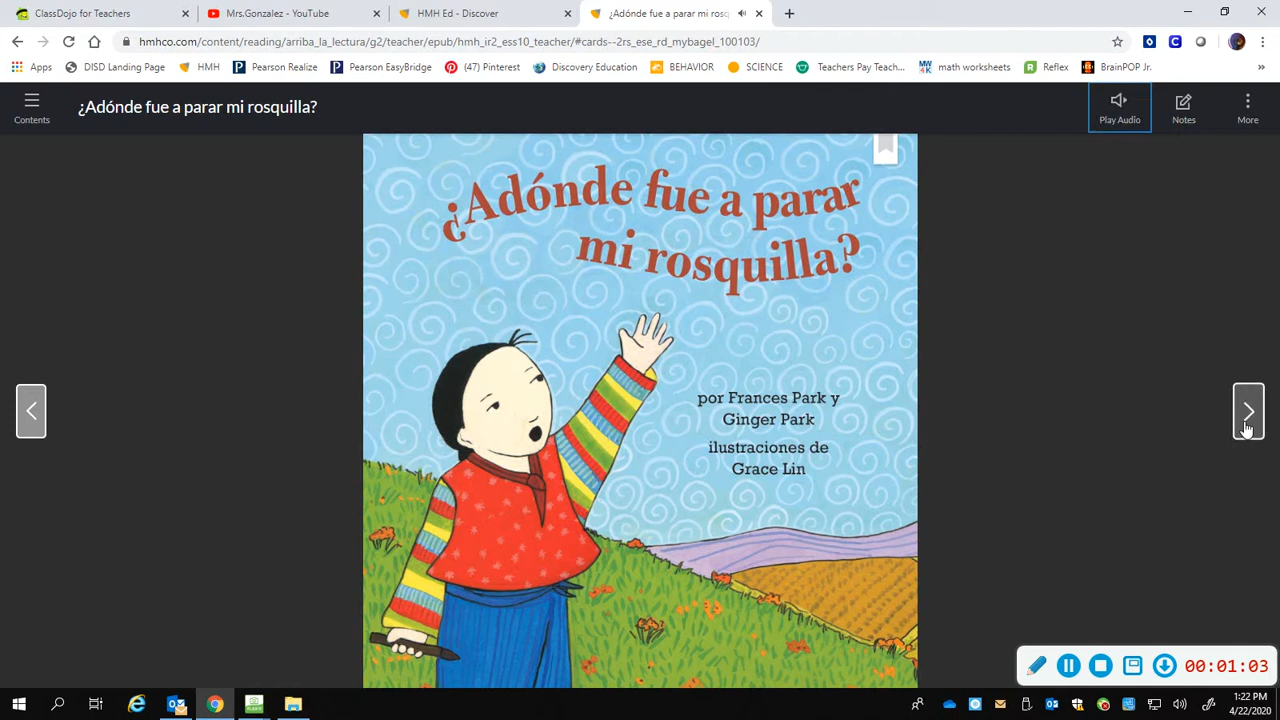 ClassDojo for Teachers
Mrs.Gonzalez - YouTube
HMH Ed - Discover
¿Adónde fue a parar mi rosq
hmhco.com/content/reading/arriba_la_lectura/g2/teacher/epub/hmh_ir2_ess10_teacher/#cards--2rs_ese_rd_mybagel_100103/
Apps
DISD Landing Page
HMH
Pearson Realize
Pearson EasyBridge
(47) Pinterest
Discovery Education
BEHAVIOR
SCIENCE
Teachers Pay Teach...
math worksheets
Reflex
BrainPOP Jr.
Contents
¿Adónde fue a parar mi rosquilla?
Play Audio
Notes
More
¿Adónde fue a parar
mi rosquilla?
por Frances Park y
Ginger Park
ilustraciones de
Grace Lin
00:01:03
1:22 PM
4/22/2020